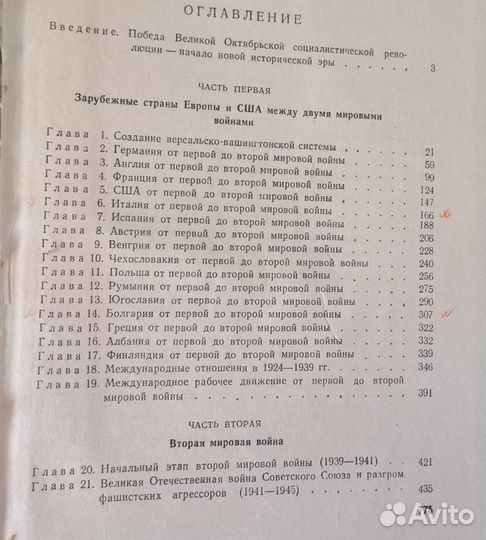 ОГЛАВЛЕНИЕ
Введение. Победа Великой Октябрьской социалистической рево-
люции — начало новой исторической эры . . . . . . 3
ЧАСТЬ ПЕРВАЯ
Зарубежные страны Европы и США между двумя мировыми
войнами
Глава 1. Создание версальско-вашингтонской системы . . . . . 21
Глава 2. Германия от первой до второй мировой войны . . . . 59
Глава 3. Англия от первой до второй мировой войны . . . . 99
Глава 4. Франция от первой до второй мировой войны . . . . 124
Глава 5. США от первой до второй мировой войны . . . . . 147
Глава 6. Италия от первой до второй мировой войны . . . . 166
Глава 7. Испания от первой до второй мировой войны . . . . 188
Глава 8. Австрия от первой до второй мировой войны . . . . 206
Глава 9. Венгрия от первой до второй мировой войны . . . . 228
Глава 10. Чехословакия от первой до второй мировой войны . . . 240
Глава 11. Польша от первой до второй мировой войны . . . . 256
Глава 12. Румыния от первой до второй мировой войны . . . . 275
Глава 13. Югославия от первой до второй мировой войны . . . . 290
Глава 14. Болгария от первой до второй мировой войны . . . . 307
Глава 15. Греция от первой до второй мировой войны . . . . 322
Глава 16. Албания от первой до второй мировой войны . . . . 332
Глава 17. Финляндия от первой до второй мировой войны . . . . 339
Глава 18. Международные отношения в 1924—1939 гг. . . . . . 346
Глава 19. Международное рабочее движение от первой до второй
мировой войны . . . . . . . . . . . . . 391
ЧАСТЬ ВТОРАЯ
Вторая мировая война
Глава 20. Начальный этап второй мировой войны (1939—1941) . . 421
Глава 21. Великая Отечественная война Советского Союза и разгром
фашистских агрессоров (1941—1945) . . . . . . . . 435
Avito